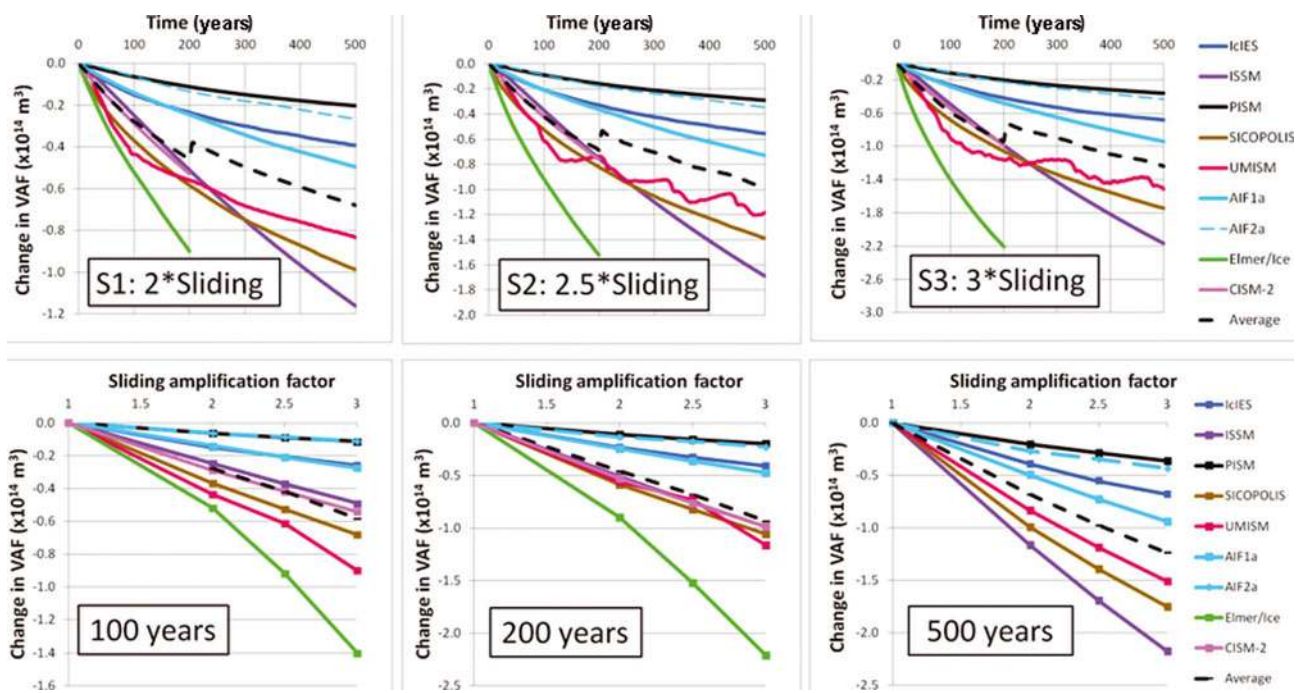 Time (years)
0 100 200 300 400 500
0.0
-0.2
-0.4
-0.6
-0.8
-1.0
-1.2
Change in VAF (x10¹⁴ m³)
S1: 2*Sliding
Time (years)
0 100 200 300 400 500
0.0
-0.2
-0.4
-0.6
-0.8
-1.0
-1.2
-1.4
-1.6
-1.8
-2.0
Change in VAF (x10¹⁴ m³)
S2: 2.5*Sliding
Time (years)
0 100 200 300 400 500
-0.2
-0.6
-1.0
-1.4
-1.8
-2.2
-2.6
-3.0
Change in VAF (x10¹⁴ m³)
S3: 3*Sliding
IcIES
ISSM
PISM
SICOPOLIS
UMISM
AIF1a
AIF2a
Elmer/Ice
CISM-2
Average
Sliding amplification factor
1 1.5 2 2.5 3
0.0
-0.2
-0.4
-0.6
-0.8
-1.0
-1.2
-1.4
-1.6
Change in VAF (x10¹⁴ m³)
100 years
Sliding amplification factor
1 1.5 2 2.5 3
0.0
-0.5
-1.0
-1.5
-2.0
-2.5
Change in VAF (x10¹⁴ m³)
200 years
Sliding amplification factor
1 1.5 2 2.5 3
0.0
-0.5
-1.0
-1.5
-2.0
-2.5
Change in VAF (x10¹⁴ m³)
500 years
IcIES
ISSM
PISM
SICOPOLIS
UMISM
AIF1a
AIF2a
Elmer/Ice
CISM-2
Average